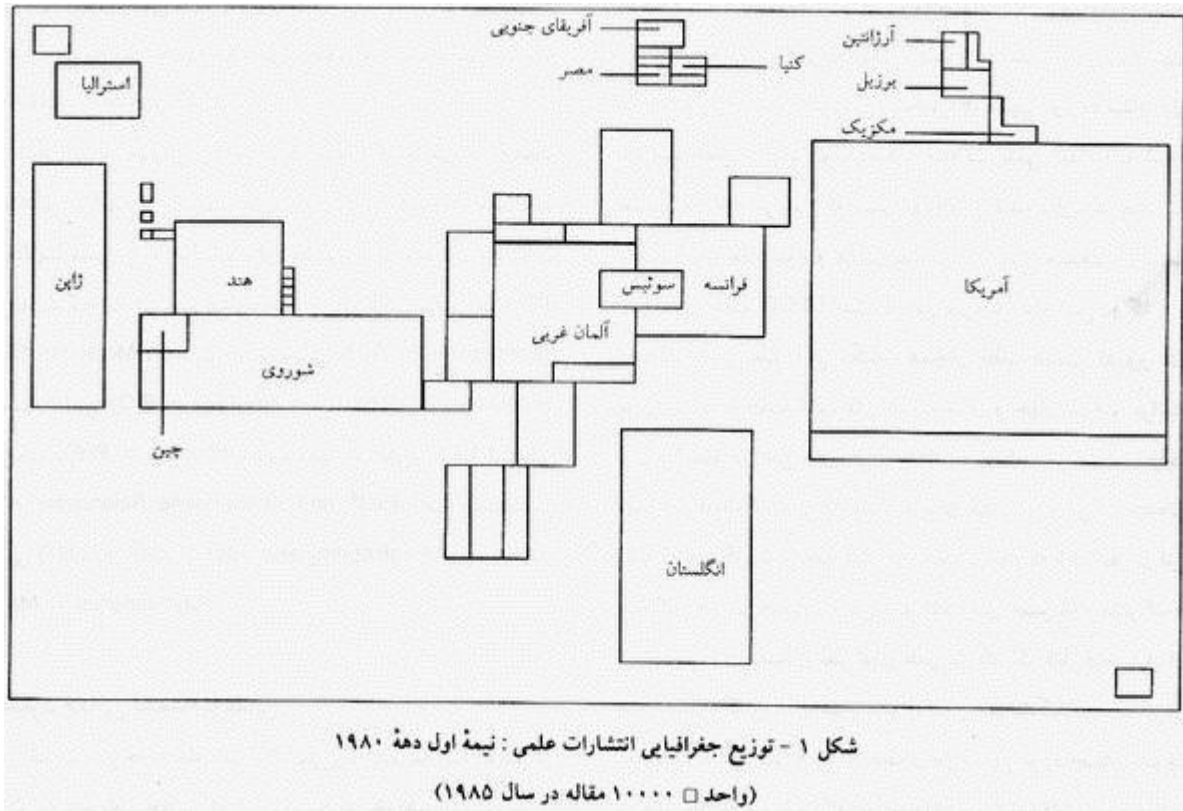 آفریقای جنوبی
آرژانتین
کنیا
مصر
برزیل
مکزیک
استرالیا
ژاپن
هند
سوئیس
فرانسه
آمریکا
آلمان غربی
شوروی
چین
انگلستان
شکل ۱ - توزیع جغرافیایی انتشارات علمی : نیمهٔ اول دههٔ ۱۹۸۰
(واحد □ ۱۰۰۰۰ مقاله در سال ۱۹۸۵)